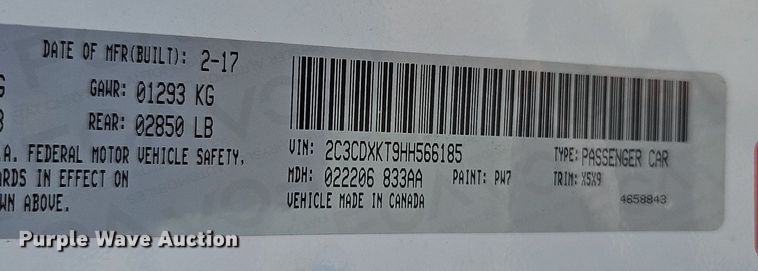 DATE OF MFR(BUILT): 2-17
GAWR: 01293 KG
REAR: 02850 LB
.A. FEDERAL MOTOR VEHICLE SAFETY,
ARDS IN EFFECT ON
WN ABOVE.
VIN: 2C3CDXKT9HH566185
TYPE: PASSENGER CAR
MDH: 022206 833AA
PAINT: PW7
TRIM: X5X9
VEHICLE MADE IN CANADA
4658843
Purple Wave Auction